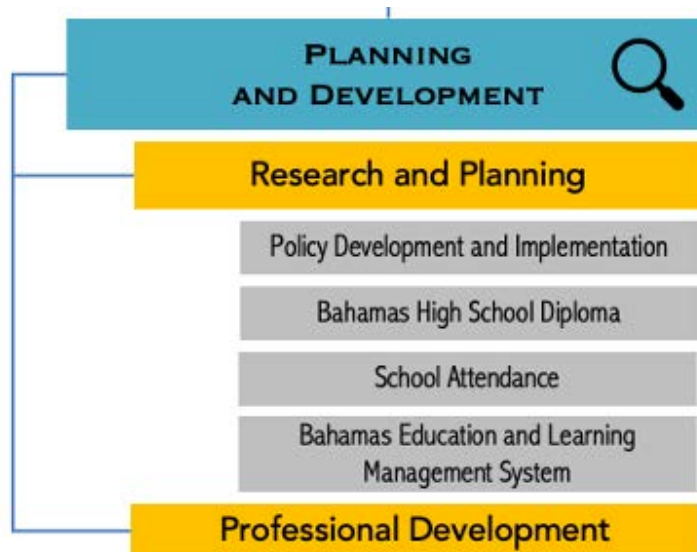 PLANNING
AND DEVELOPMENT
Research and Planning
Policy Development and Implementation
Bahamas High School Diploma
School Attendance
Bahamas Education and Learning
Management System
Professional Development